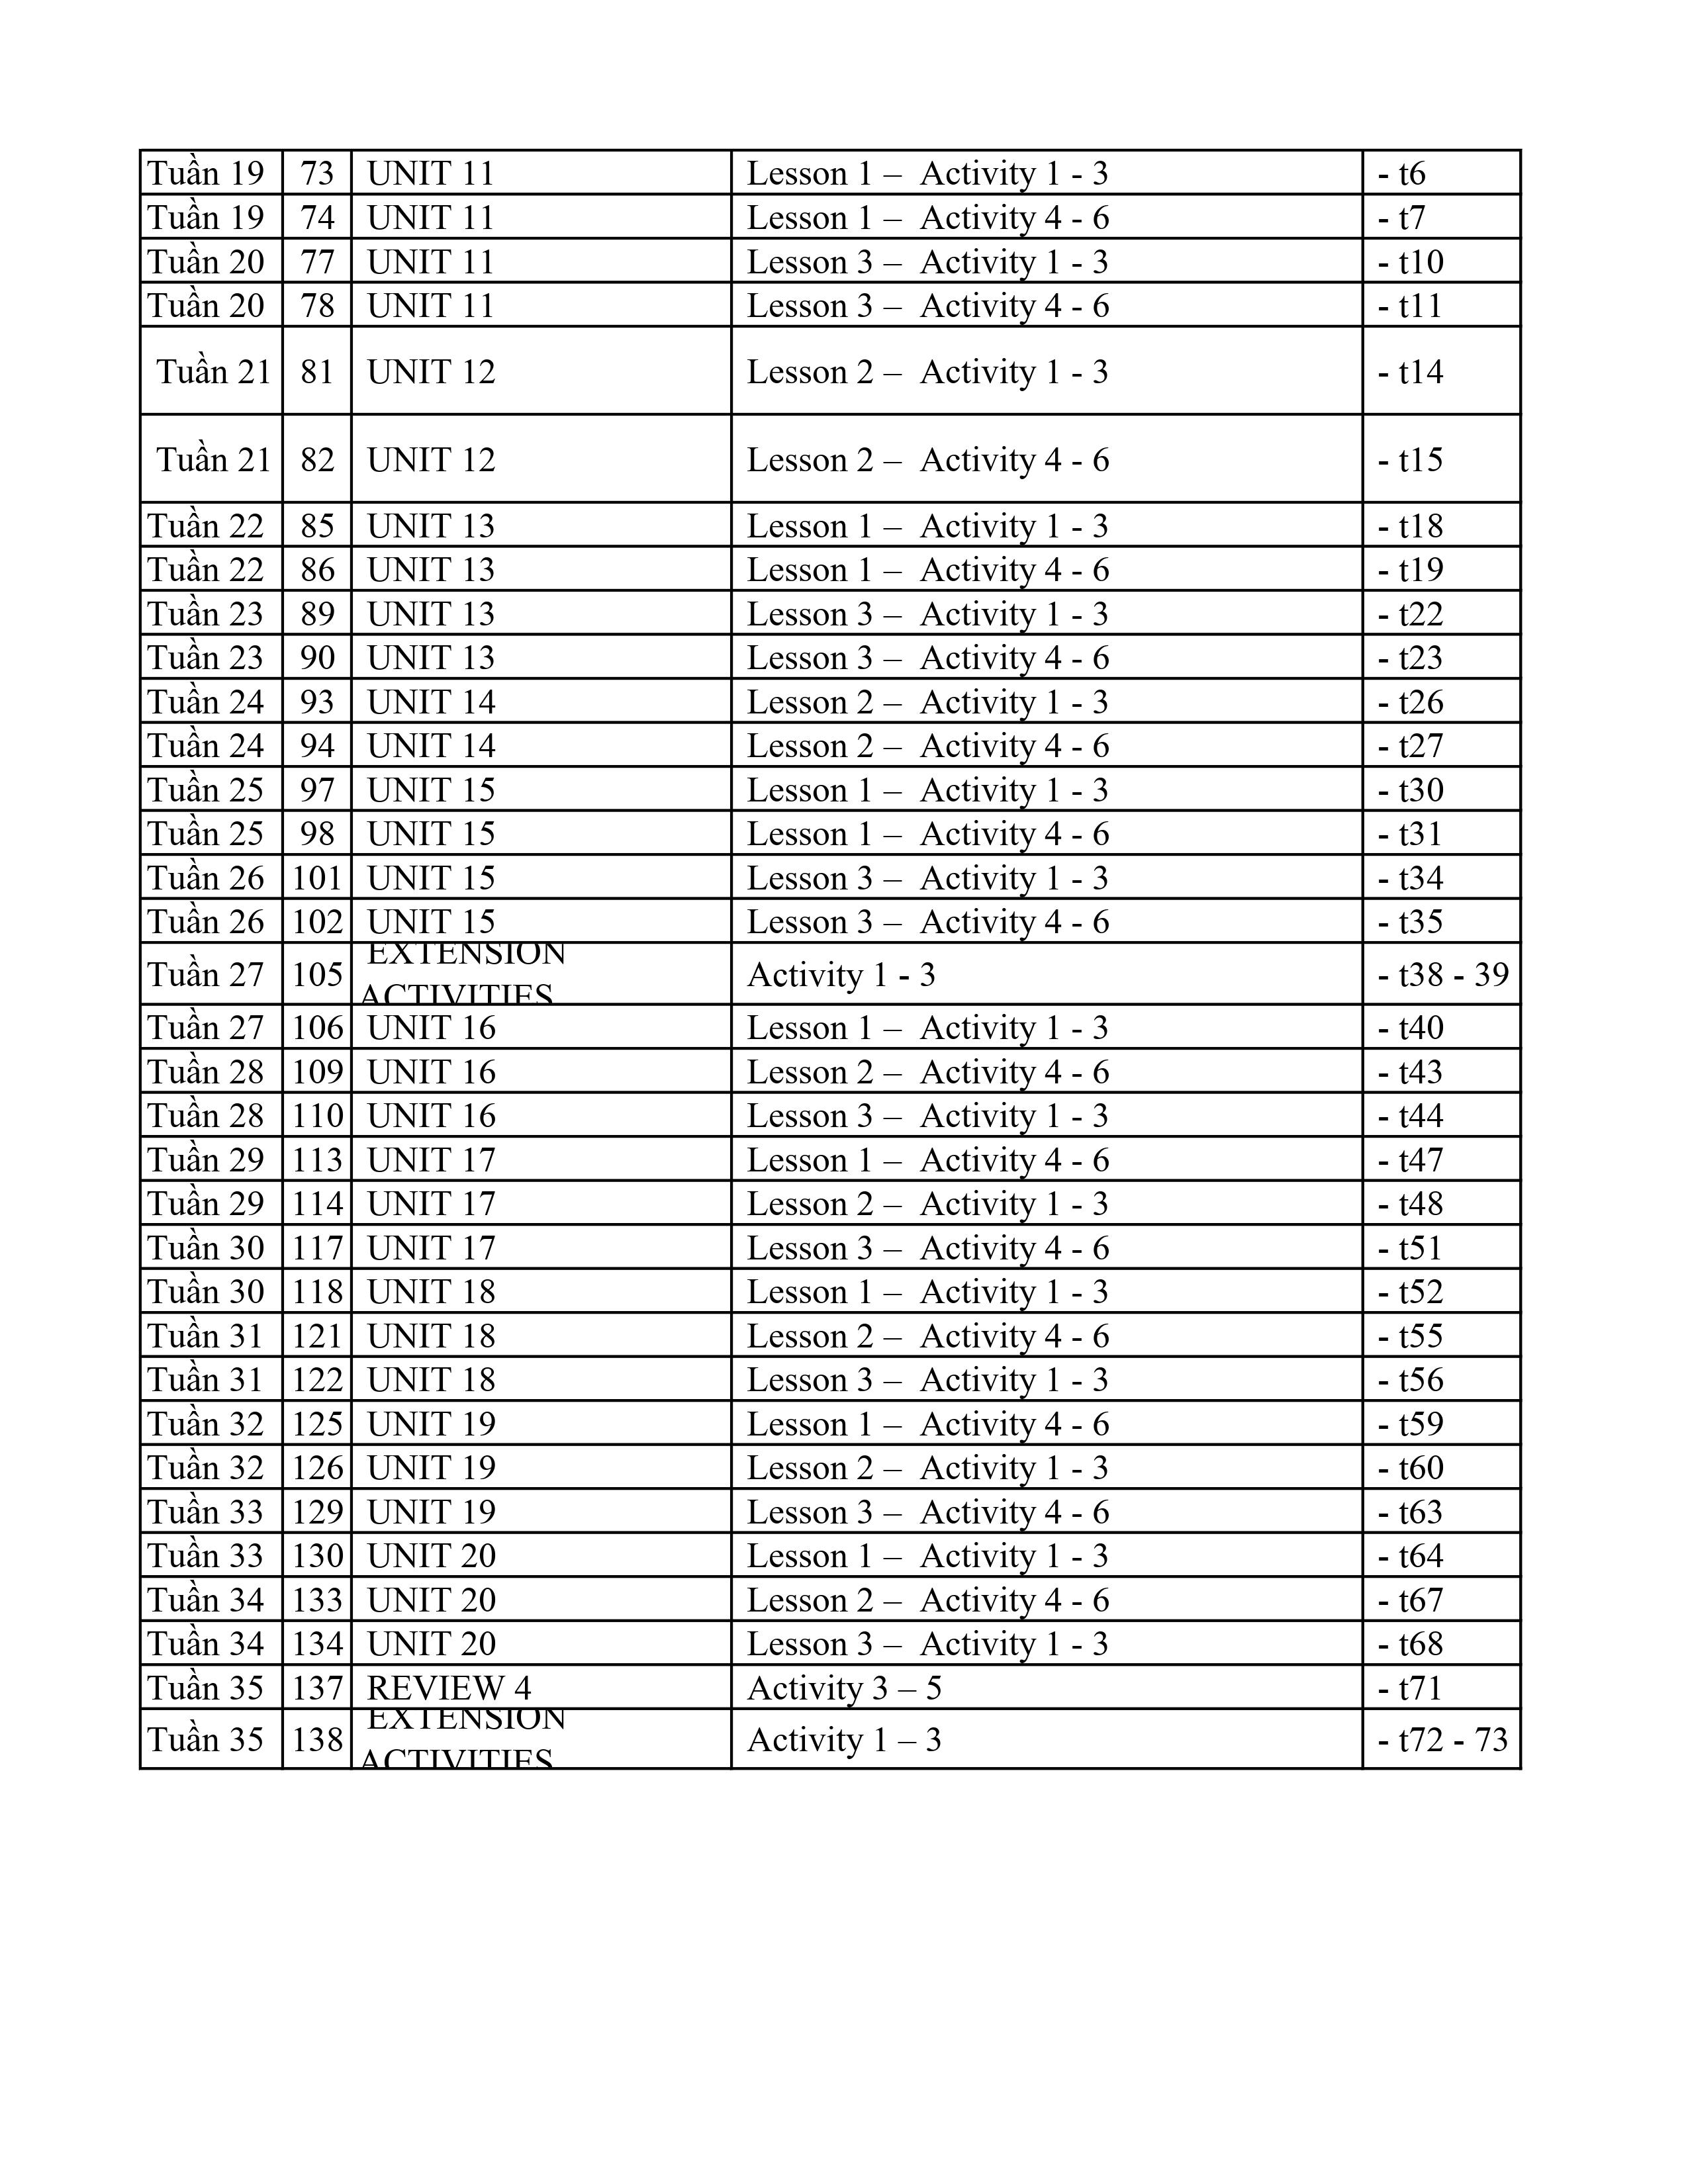 Tuần 19 73 UNIT 11 Lesson 1 – Activity 1 - 3 - t6
Tuần 19 74 UNIT 11 Lesson 1 – Activity 4 - 6 - t7
Tuần 20 77 UNIT 11 Lesson 3 – Activity 1 - 3 - t10
Tuần 20 78 UNIT 11 Lesson 3 – Activity 4 - 6 - t11
Tuần 21 81 UNIT 12 Lesson 2 – Activity 1 - 3 - t14
Tuần 21 82 UNIT 12 Lesson 2 – Activity 4 - 6 - t15
Tuần 22 85 UNIT 13 Lesson 1 – Activity 1 - 3 - t18
Tuần 22 86 UNIT 13 Lesson 1 – Activity 4 - 6 - t19
Tuần 23 89 UNIT 13 Lesson 3 – Activity 1 - 3 - t22
Tuần 23 90 UNIT 13 Lesson 3 – Activity 4 - 6 - t23
Tuần 24 93 UNIT 14 Lesson 2 – Activity 1 - 3 - t26
Tuần 24 94 UNIT 14 Lesson 2 – Activity 4 - 6 - t27
Tuần 25 97 UNIT 15 Lesson 1 – Activity 1 - 3 - t30
Tuần 25 98 UNIT 15 Lesson 1 – Activity 4 - 6 - t31
Tuần 26 101 UNIT 15 Lesson 3 – Activity 1 - 3 - t34
Tuần 26 102 UNIT 15 Lesson 3 – Activity 4 - 6 - t35
Tuần 27 105 EXTENSION ACTIVITIES Activity 1 - 3 - t38 - 39
Tuần 27 106 UNIT 16 Lesson 1 – Activity 1 - 3 - t40
Tuần 28 109 UNIT 16 Lesson 2 – Activity 4 - 6 - t43
Tuần 28 110 UNIT 16 Lesson 3 – Activity 1 - 3 - t44
Tuần 29 113 UNIT 17 Lesson 1 – Activity 4 - 6 - t47
Tuần 29 114 UNIT 17 Lesson 2 – Activity 1 - 3 - t48
Tuần 30 117 UNIT 17 Lesson 3 – Activity 4 - 6 - t51
Tuần 30 118 UNIT 18 Lesson 1 – Activity 1 - 3 - t52
Tuần 31 121 UNIT 18 Lesson 2 – Activity 4 - 6 - t55
Tuần 31 122 UNIT 18 Lesson 3 – Activity 1 - 3 - t56
Tuần 32 125 UNIT 19 Lesson 1 – Activity 4 - 6 - t59
Tuần 32 126 UNIT 19 Lesson 2 – Activity 1 - 3 - t60
Tuần 33 129 UNIT 19 Lesson 3 – Activity 4 - 6 - t63
Tuần 33 130 UNIT 20 Lesson 1 – Activity 1 - 3 - t64
Tuần 34 133 UNIT 20 Lesson 2 – Activity 4 - 6 - t67
Tuần 34 134 UNIT 20 Lesson 3 – Activity 1 - 3 - t68
Tuần 35 137 REVIEW 4 Activity 3 – 5 - t71
Tuần 35 138 EXTENSION ACTIVITIES Activity 1 – 3 - t72 - 73